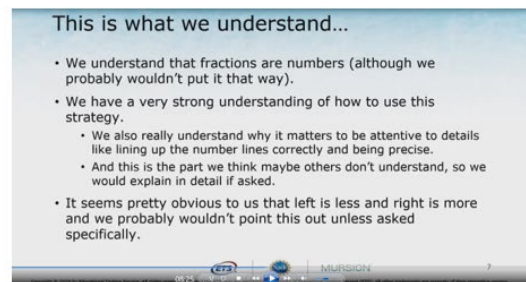 This is what we understand…
• We understand that fractions are numbers (although we
probably wouldn’t put it that way).
• We have a very strong understanding of how to use this
strategy.
• We also really understand why it matters to be attentive to details
like lining up the number lines correctly and being precise.
• And this is the part we think maybe others don’t understand, so we
would explain in detail if asked.
• It seems pretty obvious to us that left is less and right is more
and we probably wouldn’t point this out unless asked
specifically.
ETS MURSION 7